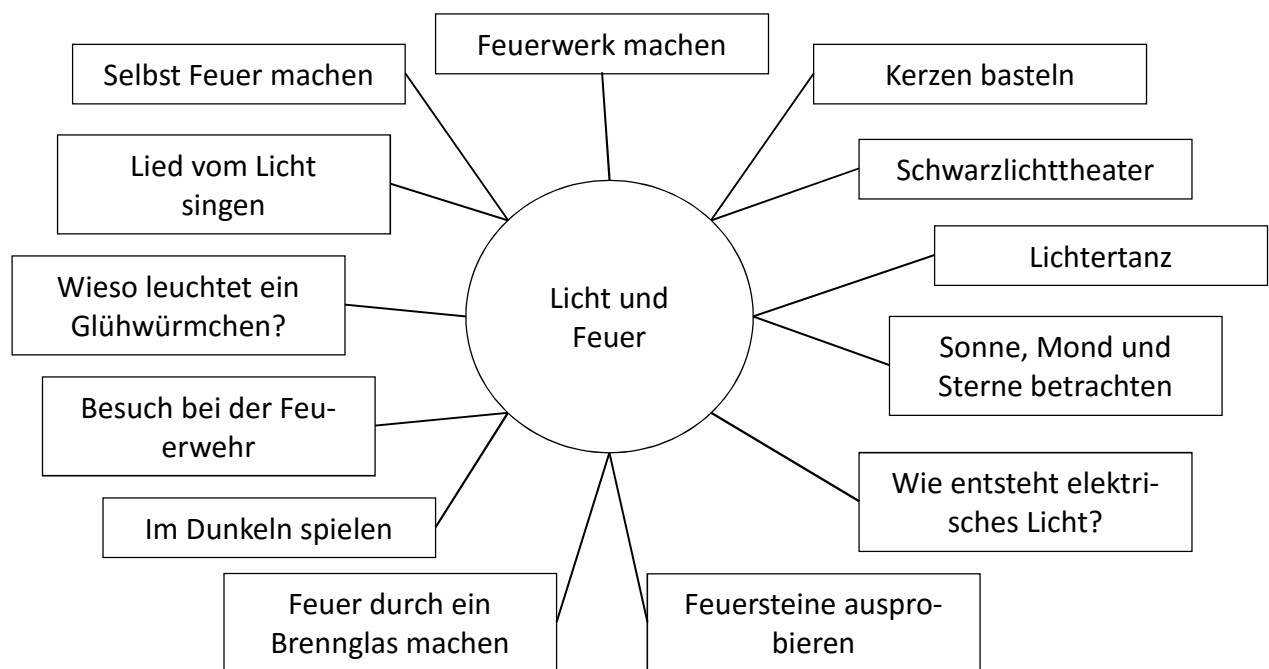 Feuerwerk machen
Selbst Feuer machen
Kerzen basteln
Lied vom Licht
singen
Schwarzlichttheater
Lichtertanz
Wieso leuchtet ein
Glühwürmchen?
Licht und
Feuer
Sonne, Mond und
Sterne betrachten
Besuch bei der Feu-
erwehr
Wie entsteht elektri-
sches Licht?
Im Dunkeln spielen
Feuer durch ein
Brennglas machen
Feuersteine auspro-
bieren